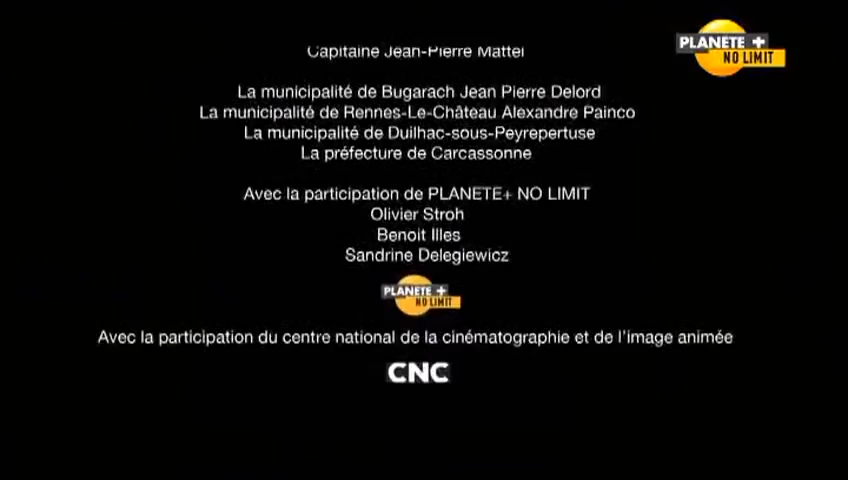 PLANETE +
NO LIMIT
Capitaine Jean-Pierre Mattei
La municipalité de Bugarach Jean Pierre Delord
La municipalité de Rennes-Le-Château Alexandre Painco
La municipalité de Duilhac-sous-Peyrepertuse
La préfecture de Carcassonne
Avec la participation de PLANETE+ NO LIMIT
Olivier Stroh
Benoit Illes
Sandrine Delegiewicz
PLANETE +
NO LIMIT
Avec la participation du centre national de la cinématographie et de l'image animée
CNC